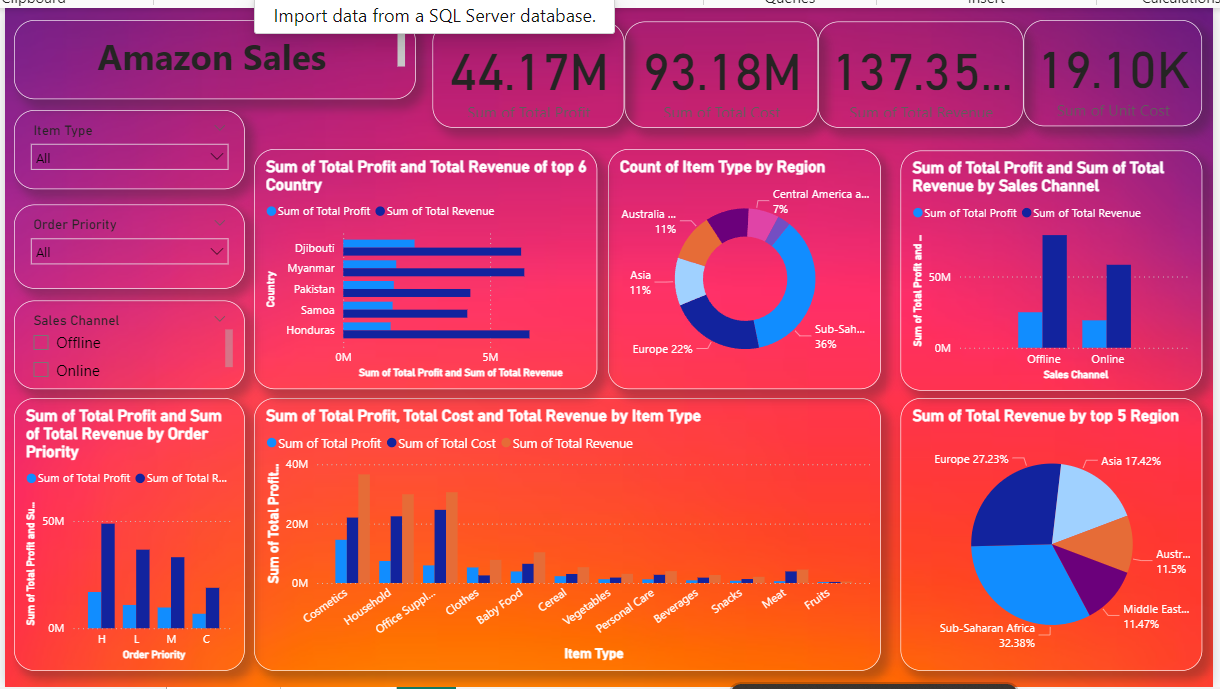 Clipboard
Queries
Insert
Calculations
Import data from a SQL Server database.
Amazon Sales
44.17M
Sum of Total Profit
93.18M
Sum of Total Cost
137.35...
Sum of Total Revenue
19.10K
Sum of Unit Cost
Item Type
All
Order Priority
All
Sales Channel
Offline
Online
Sum of Total Profit and Total Revenue of top 6
Country
Sum of Total Profit
Sum of Total Revenue
Country
Djibouti
Myanmar
Pakistan
Samoa
Honduras
0M
5M
Sum of Total Profit and Sum of Total Revenue
Count of Item Type by Region
Central America a...
7%
Australia ...
11%
Asia
11%
Europe 22%
Sub-Sah...
36%
Sum of Total Profit and Sum of Total
Revenue by Sales Channel
Sum of Total Profit
Sum of Total Revenue
Sum of Total Profit and ...
50M
0M
Offline
Online
Sales Channel
Sum of Total Profit and Sum
of Total Revenue by Order
Priority
Sum of Total Profit
Sum of Total R...
Sum of Total Profit and Su...
50M
0M
H
L
M
C
Order Priority
Sum of Total Profit, Total Cost and Total Revenue by Item Type
Sum of Total Profit
Sum of Total Cost
Sum of Total Revenue
Sum of Total Profit...
40M
20M
0M
Cosmetics
Household
Office Suppl...
Clothes
Baby Food
Cereal
Vegetables
Personal Care
Beverages
Snacks
Meat
Fruits
Item Type
Sum of Total Revenue by top 5 Region
Europe 27.23%
Asia 17.42%
Austr...
11.5%
Middle East...
11.47%
Sub-Saharan Africa
32.38%